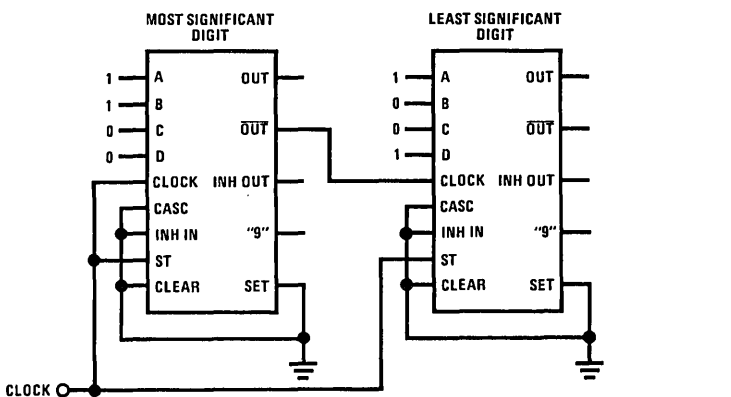 MOST SIGNIFICANT
DIGIT
1 A OUT
1 B
0 C OUT
0 D
CLOCK INH OUT
CASC
INH IN "9"
ST
CLEAR SET
LEAST SIGNIFICANT
DIGIT
1 A OUT
0 B
0 C OUT
1 D
CLOCK INH OUT
CASC
INH IN "9"
ST
CLEAR SET
CLOCK